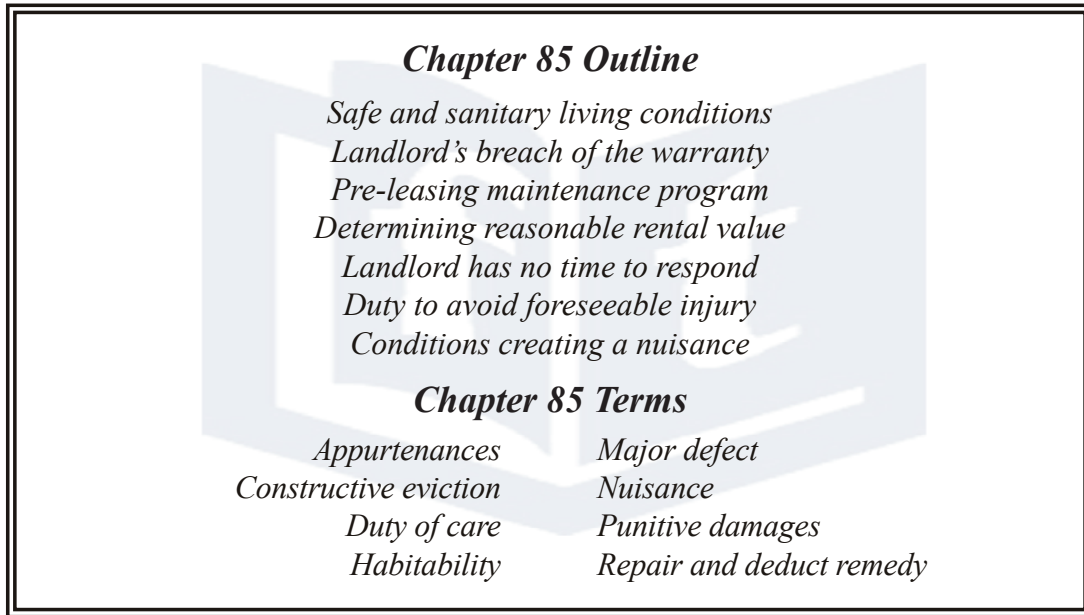 Chapter 85 Outline
Safe and sanitary living conditions
Landlord’s breach of the warranty
Pre-leasing maintenance program
Determining reasonable rental value
Landlord has no time to respond
Duty to avoid foreseeable injury
Conditions creating a nuisance
Chapter 85 Terms
Appurtenances
Constructive eviction
Duty of care
Habitability
Major defect
Nuisance
Punitive damages
Repair and deduct remedy